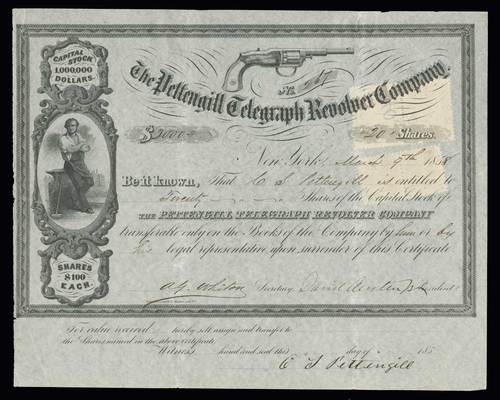 CAPITAL STOCK
1,000,000
DOLLARS.
No. 267
The Pettengill Telegraph Revolver Company.
$2000 20 Shares.
New York, March 9th 1858
Be it known, That C S Pettengill is entitled to
Twenty Shares of the Capital Stock of
THE PETTENGILL TELEGRAPH REVOLVER COMPANY
transferable only on the Books of the Company by him or by
his legal representative, upon surrender of this Certificate
SHARES
$100
EACH.
Secretary. President
For value received hereby sell assign and transfer to
the Shares named in the above certificate.
Witness hand and seal this day of 185
C S Pettengill